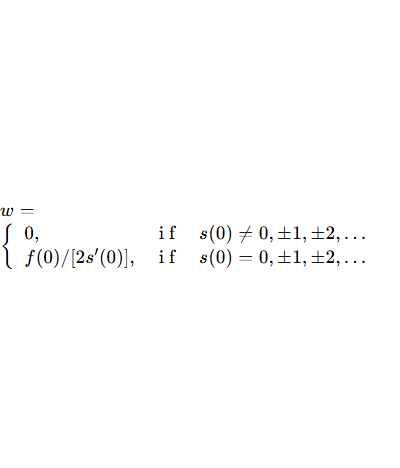 w =
{ 0, if s(0) ≠ 0, ±1, ±2, …
f(0)/[2s′(0)], if s(0) = 0, ±1, ±2, …